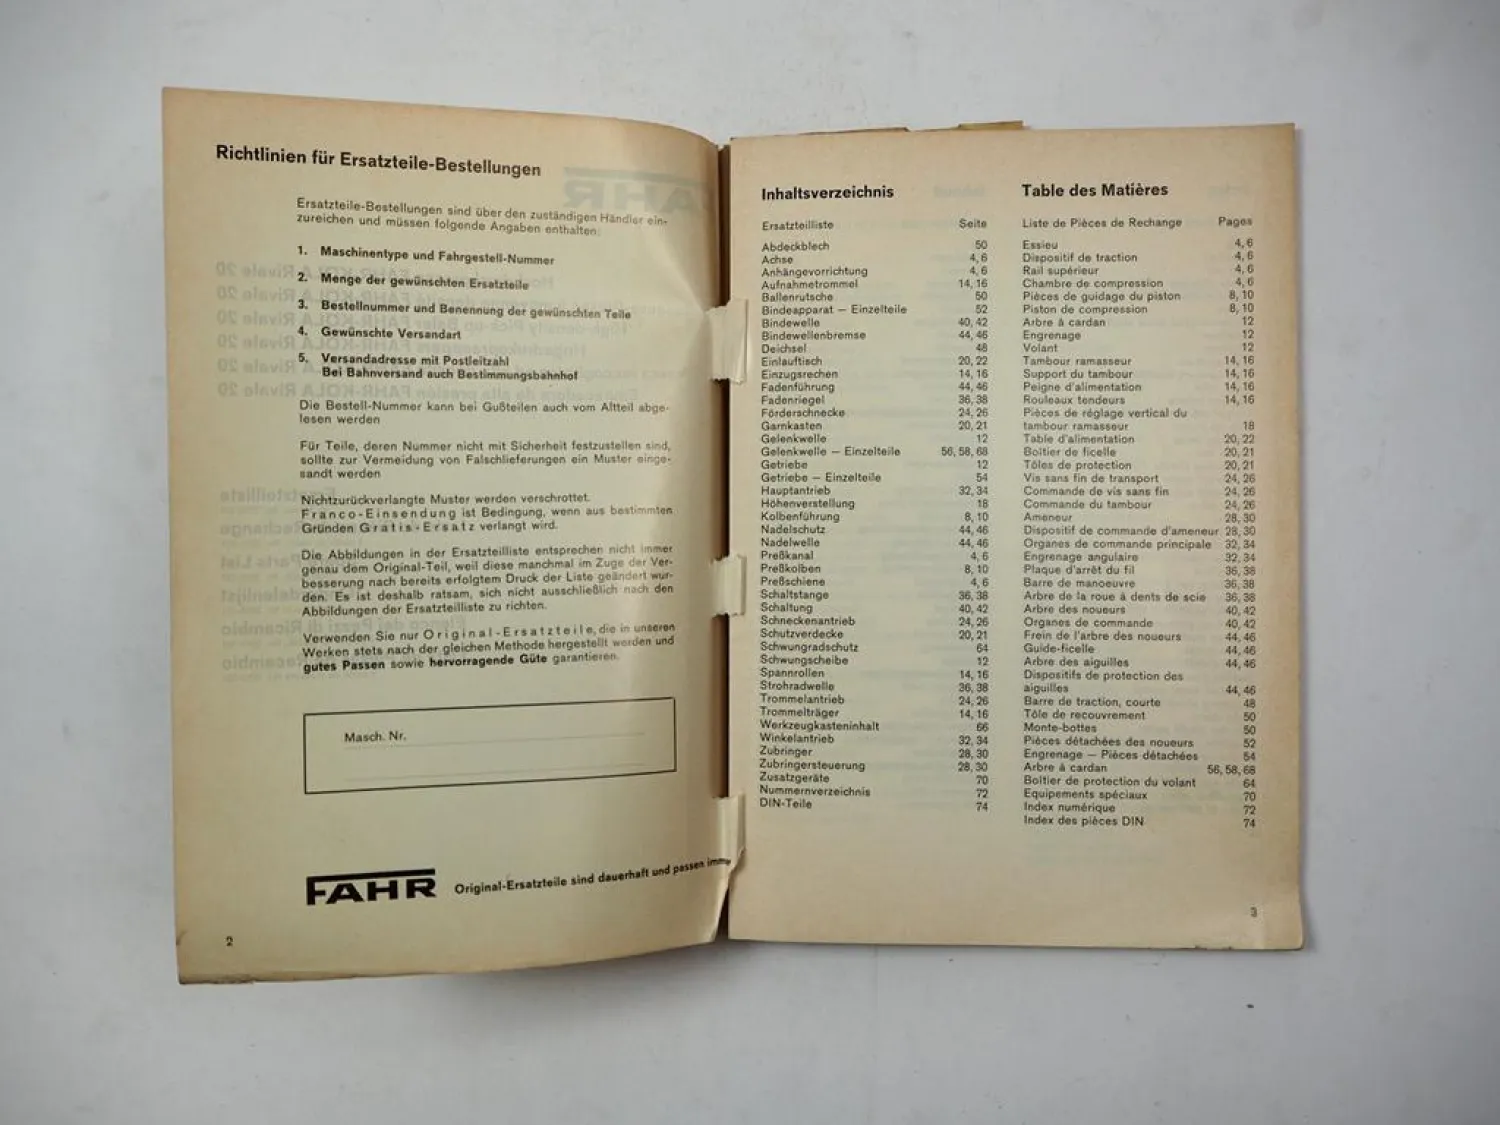 Richtlinien für Ersatzteile-Bestellungen
Ersatzteile-Bestellungen sind über den zuständigen Händler ein-
zureichen und müssen folgende Angaben enthalten:
1. Maschinentype und Fahrgestell-Nummer
2. Menge der gewünschten Ersatzteile
3. Bestellnummer und Benennung der gewünschten Teile
4. Gewünschte Versandart
5. Versandadresse mit Postleitzahl
Bei Bahnversand auch Bestimmungsbahnhof
Die Bestell-Nummer kann bei Gußteilen auch vom Altteil abge-
lesen werden
Für Teile, deren Nummer nicht mit Sicherheit festzustellen sind,
sollte zur Vermeidung von Falschlieferungen ein Muster einge-
sandt werden
Nichtzurückverlangte Muster werden verschrottet.
Franco-Einsendung ist Bedingung, wenn aus bestimmten
Gründen Gratis-Ersatz verlangt wird.
Die Abbildungen in der Ersatzteilliste entsprechen nicht immer
genau dem Original-Teil, weil diese manchmal im Zuge der Ver-
besserung nach bereits erfolgtem Druck der Liste geändert wur-
den. Es ist deshalb ratsam, sich nicht ausschließlich nach den
Abbildungen der Ersatzteilliste zu richten.
Verwenden Sie nur Original-Ersatzteile, die in unseren
Werken stets nach der gleichen Methode hergestellt werden und
gutes Passen sowie hervorragende Güte garantieren.
Masch. Nr.
FAHR Original-Ersatzteile sind dauerhaft und passen immer
2
Inhaltsverzeichnis
Ersatzteilliste Seite
Abdeckblech 50
Achse 4, 6
Anhängevorrichtung 4, 6
Aufnahmetrommel 14, 16
Ballenrutsche 50
Bindeapparat — Einzelteile 52
Bindewelle 40, 42
Bindewellenbremse 44, 46
Deichsel 48
Einlauftisch 20, 22
Einzugsrechen 14, 16
Fadenführung 44, 46
Fadenriegel 36, 38
Förderschnecke 24, 26
Garnkasten 20, 21
Gelenkwelle 12
Gelenkwelle — Einzelteile 56, 58, 68
Getriebe 12
Getriebe — Einzelteile 54
Hauptantrieb 32, 34
Höhenverstellung 18
Kolbenführung 8, 10
Nadelschutz 44, 46
Nadelwelle 44, 46
Preßkanal 4, 6
Preßkolben 8, 10
Preßschiene 4, 6
Schaltstange 36, 38
Schaltung 40, 42
Schneckenantrieb 24, 26
Schutzverdecke 20, 21
Schwungradschutz 64
Schwungscheibe 12
Spannrollen 14, 16
Strohradwelle 36, 38
Trommelantrieb 24, 26
Trommelträger 14, 16
Werkzeugkasteninhalt 66
Winkelantrieb 32, 34
Zubringer 28, 30
Zubringersteuerung 28, 30
Zusatzgeräte 70
Nummernverzeichnis 72
DIN-Teile 74
Table des Matières
Liste de Pièces de Rechange Pages
Essieu 4, 6
Dispositif de traction 4, 6
Rail supérieur 4, 6
Chambre de compression 4, 6
Pièces de guidage du piston 8, 10
Piston de compression 8, 10
Arbre à cardan 12
Engrenage 12
Volant 12
Tambour ramasseur 14, 16
Support du tambour 14, 16
Peigne d'alimentation 14, 16
Rouleaux tendeurs 14, 16
Pièces de réglage vertical du
tambour ramasseur 18
Table d'alimentation 20, 22
Boîtier de ficelle 20, 21
Tôles de protection 20, 21
Vis sans fin de transport 24, 26
Commande de vis sans fin 24, 26
Commande du tambour 24, 26
Ameneur 28, 30
Dispositif de commande d'ameneur 28, 30
Organes de commande principale 32, 34
Engrenage angulaire 32, 34
Plaque d'arrêt du fil 36, 38
Barre de manoeuvre 36, 38
Arbre de la roue à dents de scie 36, 38
Arbre des noueurs 40, 42
Organes de commande 40, 42
Frein de l'arbre des noueurs 44, 46
Guide-ficelle 44, 46
Arbre des aiguilles 44, 46
Dispositifs de protection des
aiguilles 44, 46
Barre de traction, courte 48
Tôle de recouvrement 50
Monte-bottes 50
Pièces détachées des noueurs 52
Engrenage — Pièces détachées 54
Arbre à cardan 56, 58, 68
Boîtier de protection du volant 64
Equipements spéciaux 70
Index numérique 72
Index des pièces DIN 74
3